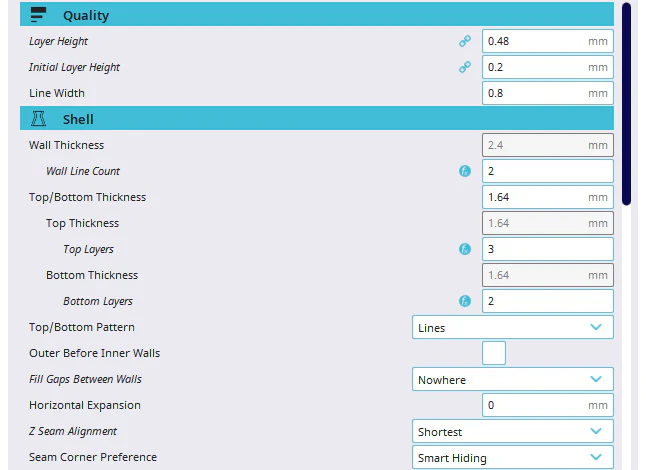 Quality
Layer Height 0.48 mm
Initial Layer Height 0.2 mm
Line Width 0.8 mm
Shell
Wall Thickness 2.4 mm
Wall Line Count 2
Top/Bottom Thickness 1.64 mm
Top Thickness 1.64 mm
Top Layers 3
Bottom Thickness 1.64 mm
Bottom Layers 2
Top/Bottom Pattern Lines
Outer Before Inner Walls
Fill Gaps Between Walls Nowhere
Horizontal Expansion 0 mm
Z Seam Alignment Shortest
Seam Corner Preference Smart Hiding